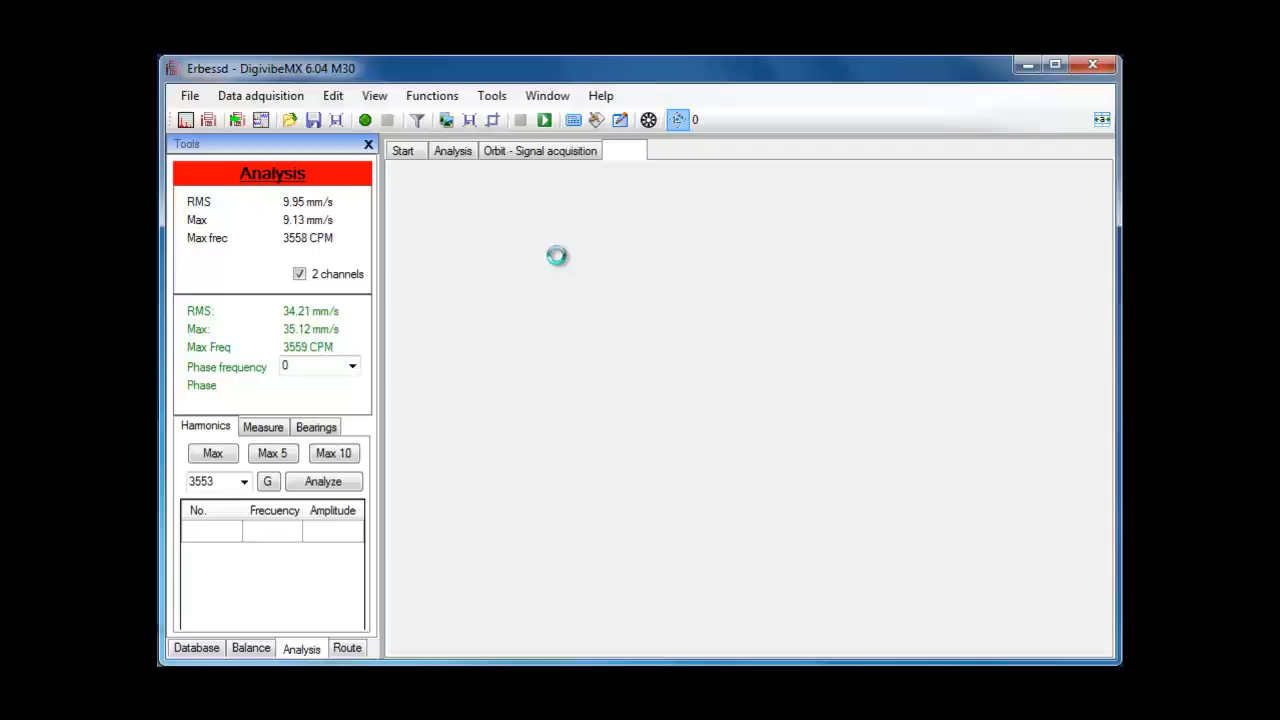 Erbessd - DigivibeMX 6.04 M30
File Data acquisition Edit View Functions Tools Window Help
0
Tools X
Start Analysis Orbit - Signal acquisition
Analysis
RMS 9.95 mm/s
Max 9.13 mm/s
Max frec 3558 CPM
2 channels
RMS: 34.21 mm/s
Max: 35.12 mm/s
Max Freq 3559 CPM
Phase frequency 0
Phase
Harmonics Measure Bearings
Max Max 5 Max 10
3553 G Analyze
No. Frecuency Amplitude
Database Balance Analysis Route